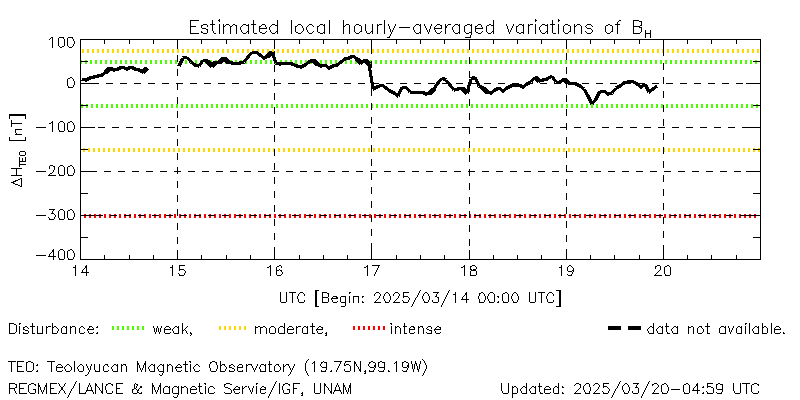 Estimated local hourly-averaged variations of B_H
100
0
-100
-200
-300
-400
ΔH_TEO [nT]
14 15 16 17 18 19 20
UTC [Begin: 2025/03/14 00:00 UTC]
Disturbance: weak, moderate, intense data not available.
TEO: Teoloyucan Magnetic Observatory (19.75N,99.19W)
REGMEX/LANCE & Magnetic Servie/IGF, UNAM Updated: 2025/03/20-04:59 UTC